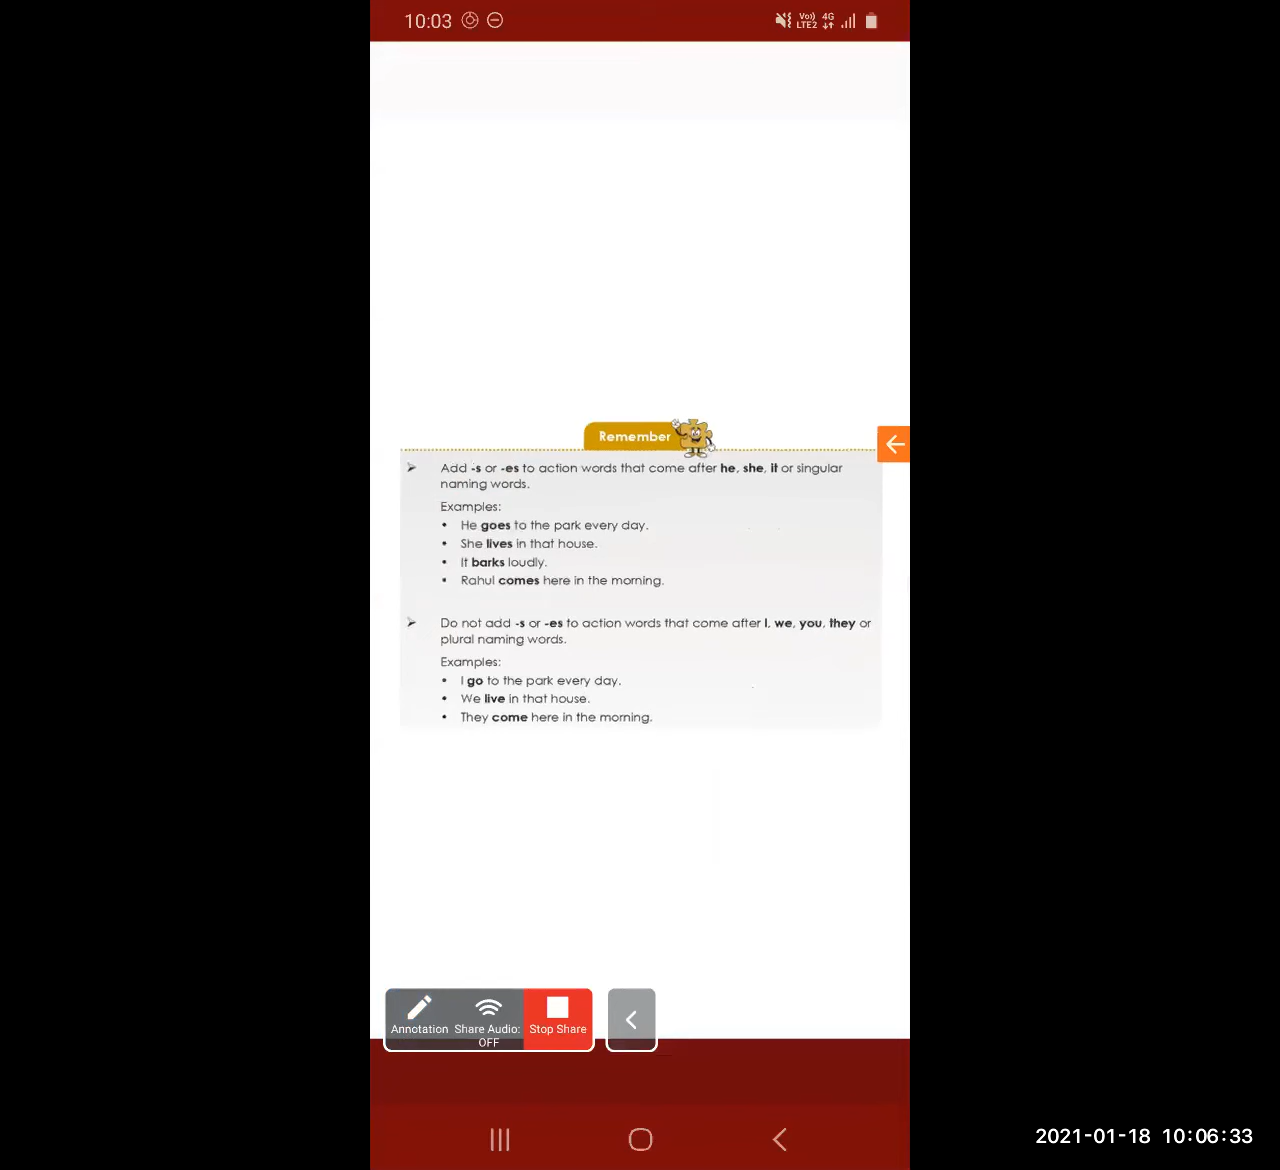 10:03
Vo)) 4G
LTE2
Remember
Add -s or -es to action words that come after he, she, it or singular
naming words.
Examples:
• He goes to the park every day.
• She lives in that house.
• It barks loudly.
• Rahul comes here in the morning.
Do not add -s or -es to action words that come after I, we, you, they or
plural naming words.
Examples:
• I go to the park every day.
• We live in that house.
• They come here in the morning.
Annotation Share Audio: Stop Share
OFF
2021-01-18 10:06:33